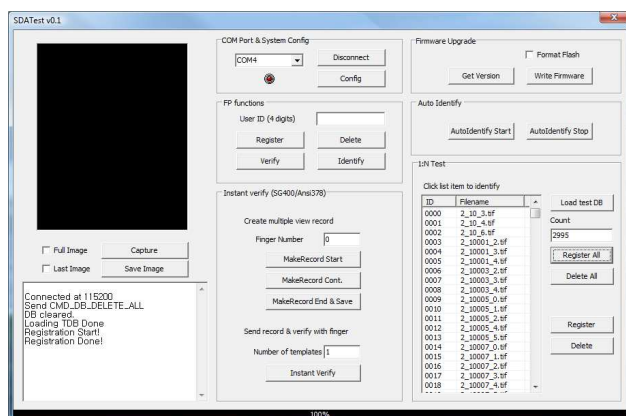 SDATest v0.1
COM Port & System Config
COM4
Disconnect
Config
FP functions
User ID (4 digits)
Register
Delete
Verify
Identify
Instant verify (SG400/Ansi378)
Create multiple view record
Finger Number
0
MakeRecord Start
MakeRecord Cont.
MakeRecord End & Save
Send record & verify with finger
Number of templates
1
Instant Verify
Full Image
Capture
Last Image
Save Image
Connected at 115200
Send CMD_DB_DELETE_ALL
DB cleared.
Loading TDB Done
Registration Start!
Registration Done!
Firmware Upgrade
Format Flash
Get Version
Write Firmware
Auto Identify
AutoIdentify Start
AutoIdentify Stop
1:N Test
Click list item to identify
ID Filename
0000 2_10_3.tif
0001 2_10_4.tif
0002 2_10_6.tif
0003 2_10001_2.tif
0004 2_10001_3.tif
0005 2_10001_4.tif
0006 2_10003_2.tif
0007 2_10003_3.tif
0008 2_10003_4.tif
0009 2_10005_0.tif
0010 2_10005_1.tif
0011 2_10005_2.tif
0012 2_10005_4.tif
0013 2_10005_5.tif
0014 2_10007_0.tif
0015 2_10007_1.tif
0016 2_10007_2.tif
0017 2_10007_3.tif
0018 2_10007_4.tif
Load test DB
Count
2995
Register All
Delete All
Register
Delete
100%